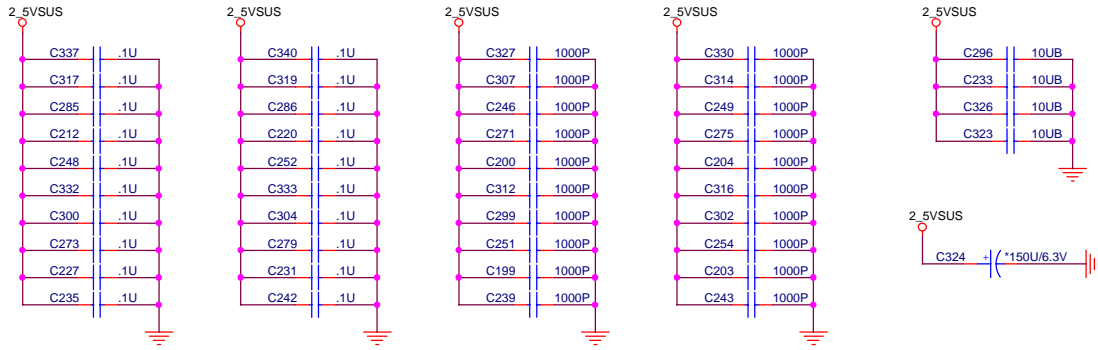 2_5VSUS 2_5VSUS 2_5VSUS 2_5VSUS 2_5VSUS
C337 .1U C340 .1U C327 1000P C330 1000P C296 10UB
C317 .1U C319 .1U C307 1000P C314 1000P C233 10UB
C285 .1U C286 .1U C246 1000P C249 1000P C326 10UB
C212 .1U C220 .1U C271 1000P C275 1000P C323 10UB
C248 .1U C252 .1U C200 1000P C204 1000P
C332 .1U C333 .1U C312 1000P C316 1000P
2_5VSUS
C300 .1U C304 .1U C299 1000P C302 1000P
C273 .1U C279 .1U C251 1000P C254 1000P C324 + *150U/6.3V
C227 .1U C231 .1U C199 1000P C203 1000P
C235 .1U C242 .1U C239 1000P C243 1000P